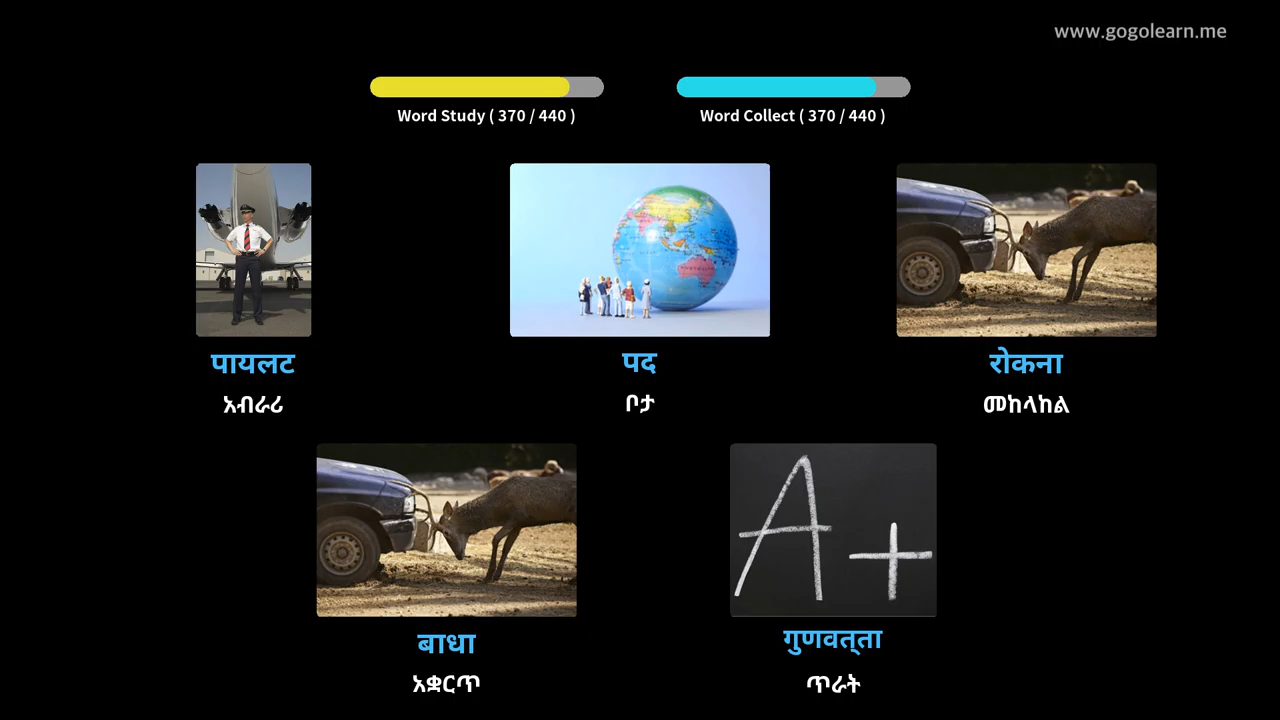 www.gogolearn.me
Word Study ( 370 / 440 )
Word Collect ( 370 / 440 )
पायलट
पद
रोकना
አብራሪ
ቦታ
መከላከል
A+
बाधा
गुणवत्ता
አቋርጥ
ጥራት